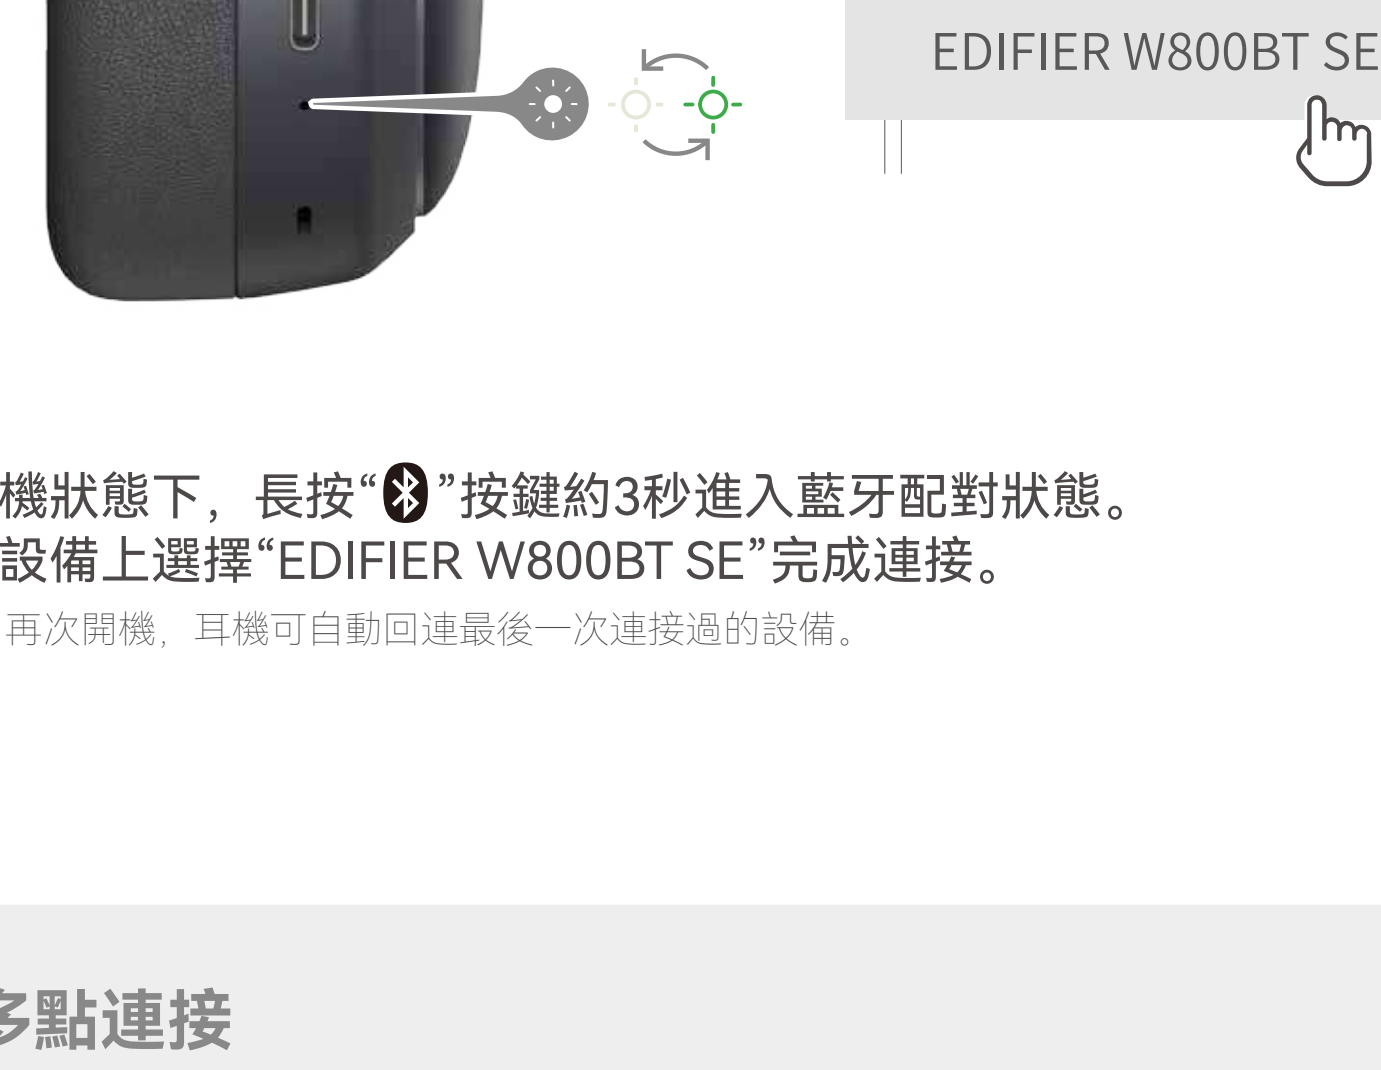 EDIFIER W800BT SE
機狀態下，長按“”按鍵約3秒進入藍牙配對狀態。
設備上選擇“EDIFIER W800BT SE”完成連接。
再次開機，耳機可自動回連最後一次連接過的設備。
多點連接